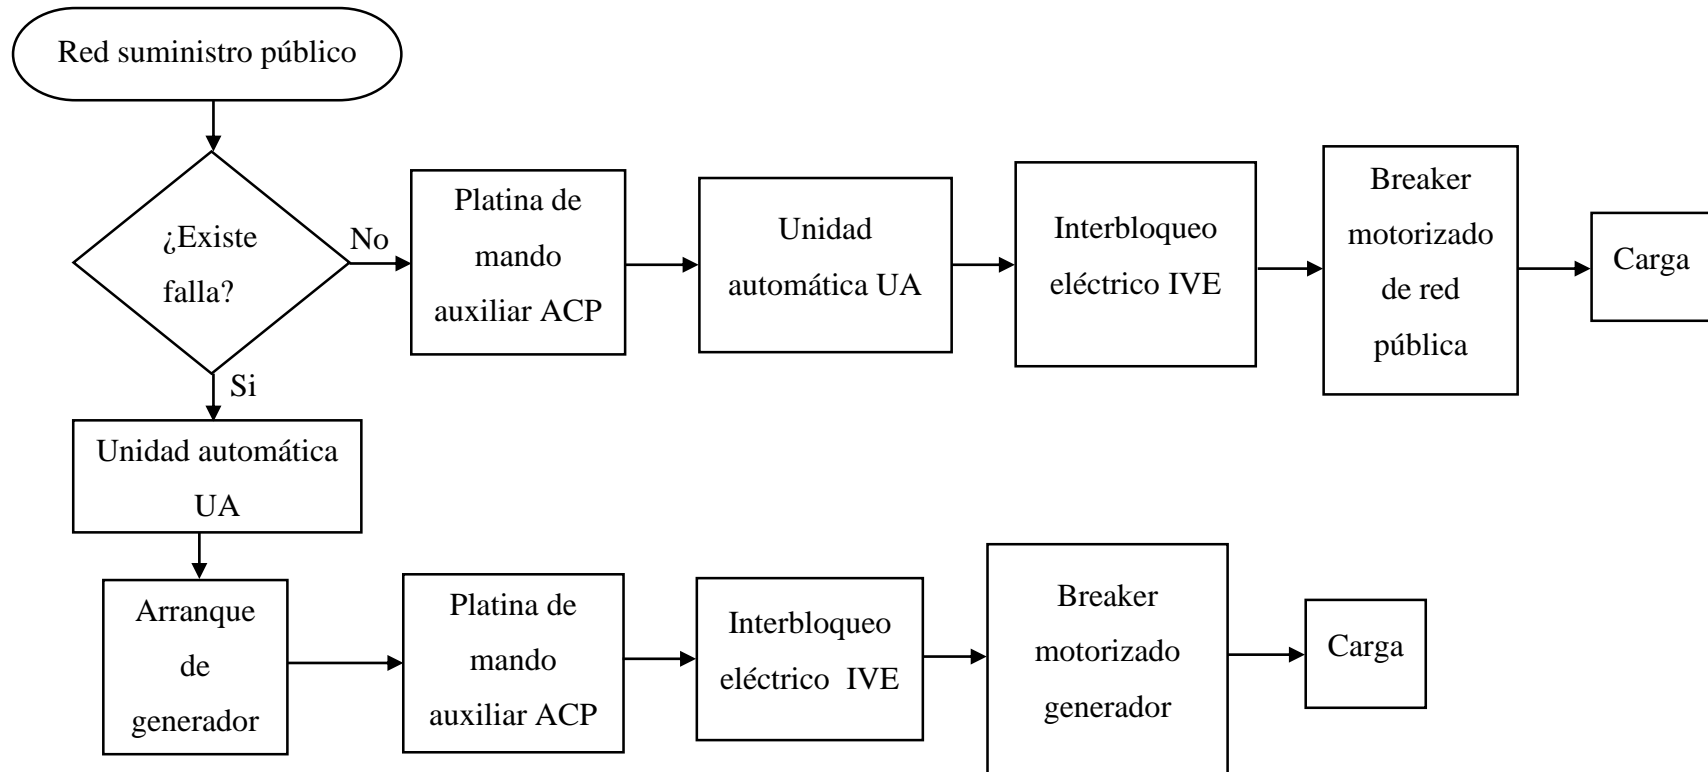 Red suministro público
¿Existe
falla?
No
Platina de
mando
auxiliar ACP
Unidad
automática UA
Interbloqueo
eléctrico IVE
Breaker
motorizado
de red
pública
Carga
Si
Unidad automática
UA
Arranque
de
generador
Platina de
mando
auxiliar ACP
Interbloqueo
eléctrico  IVE
Breaker
motorizado
generador
Carga